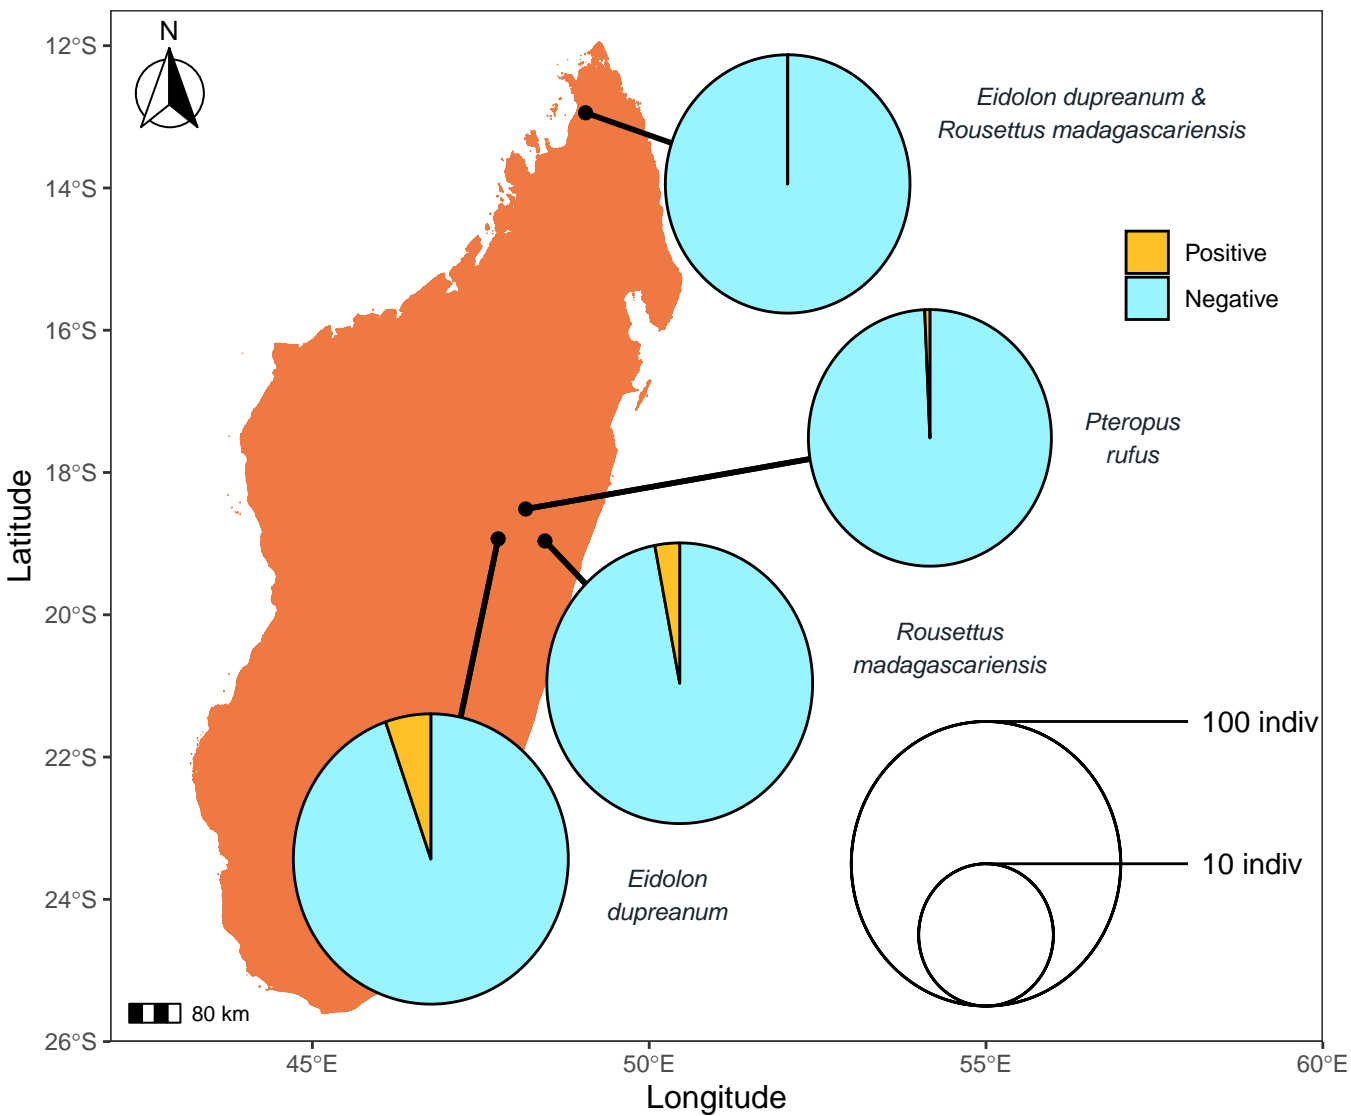 N
12°S
14°S
16°S
18°S
20°S
22°S
24°S
26°S
Latitude
Eidolon dupreanum &
Rousettus madagascariensis
Positive
Negative
Pteropus
rufus
Rousettus
madagascariensis
Eidolon
dupreanum
100 indiv
10 indiv
80 km
45°E
50°E
55°E
60°E
Longitude